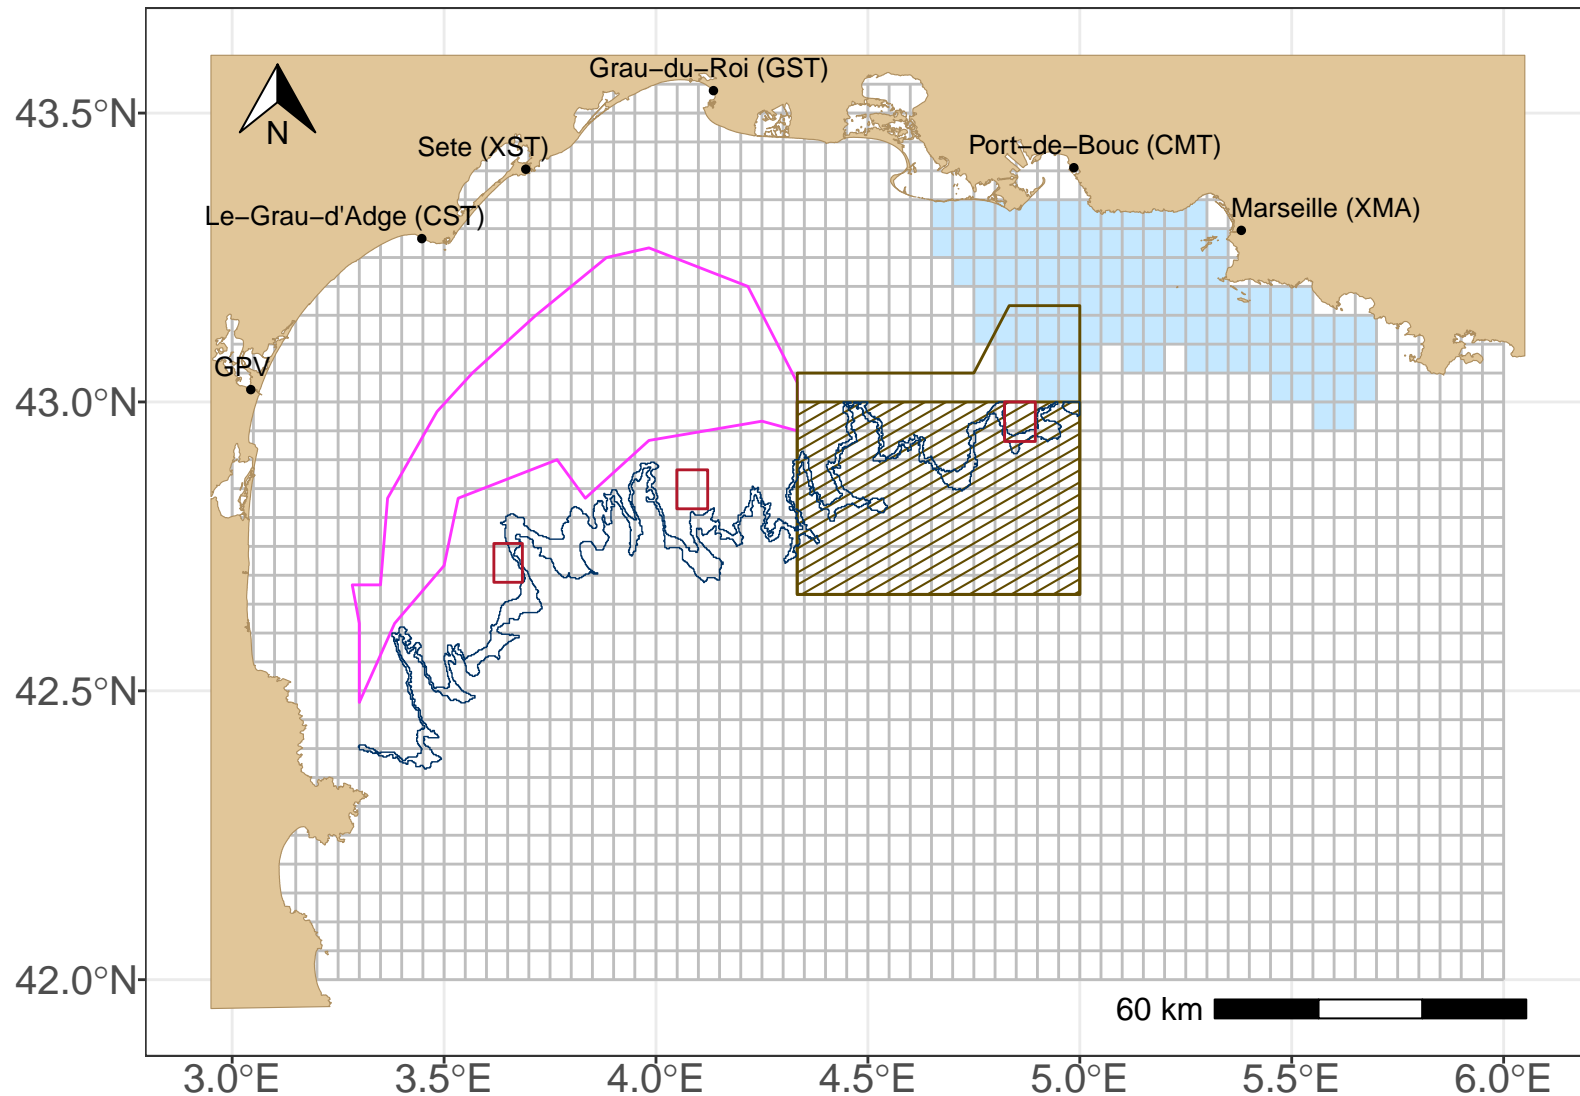 Grau−du−Roi (GST)
43.5°N
N
Sete (XST)
Port−de−Bouc (CMT)
Le−Grau−d'Adge (CST)
Marseille (XMA)
GPV
43.0°N
42.5°N
42.0°N
60 km
3.0°E 3.5°E 4.0°E 4.5°E 5.0°E 5.5°E 6.0°E